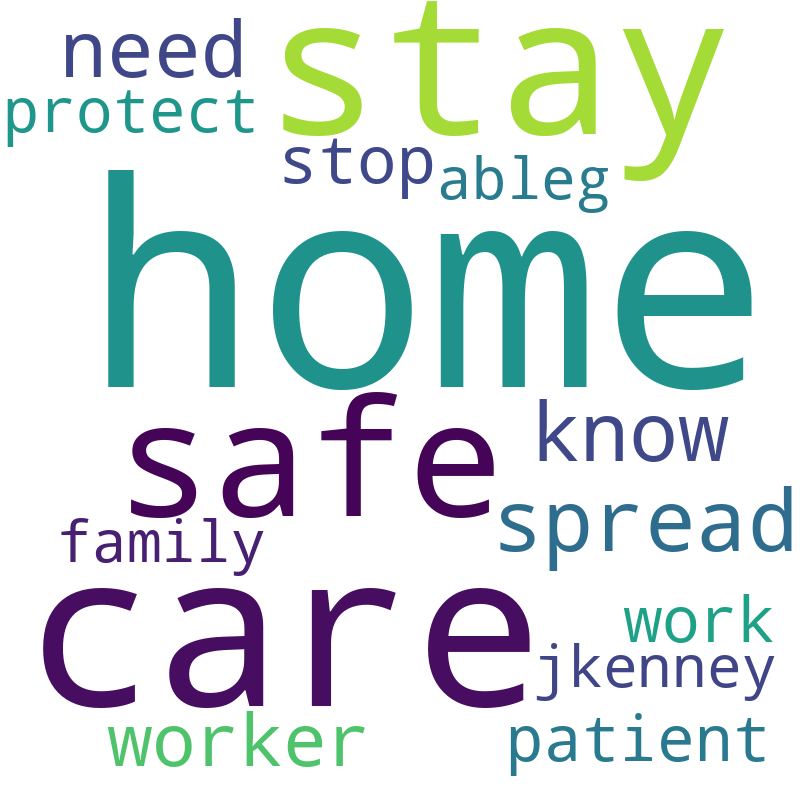 need
stay
protect
stop
ableg
home
safe
know
spread
family
care
work
jkenney
worker
patient